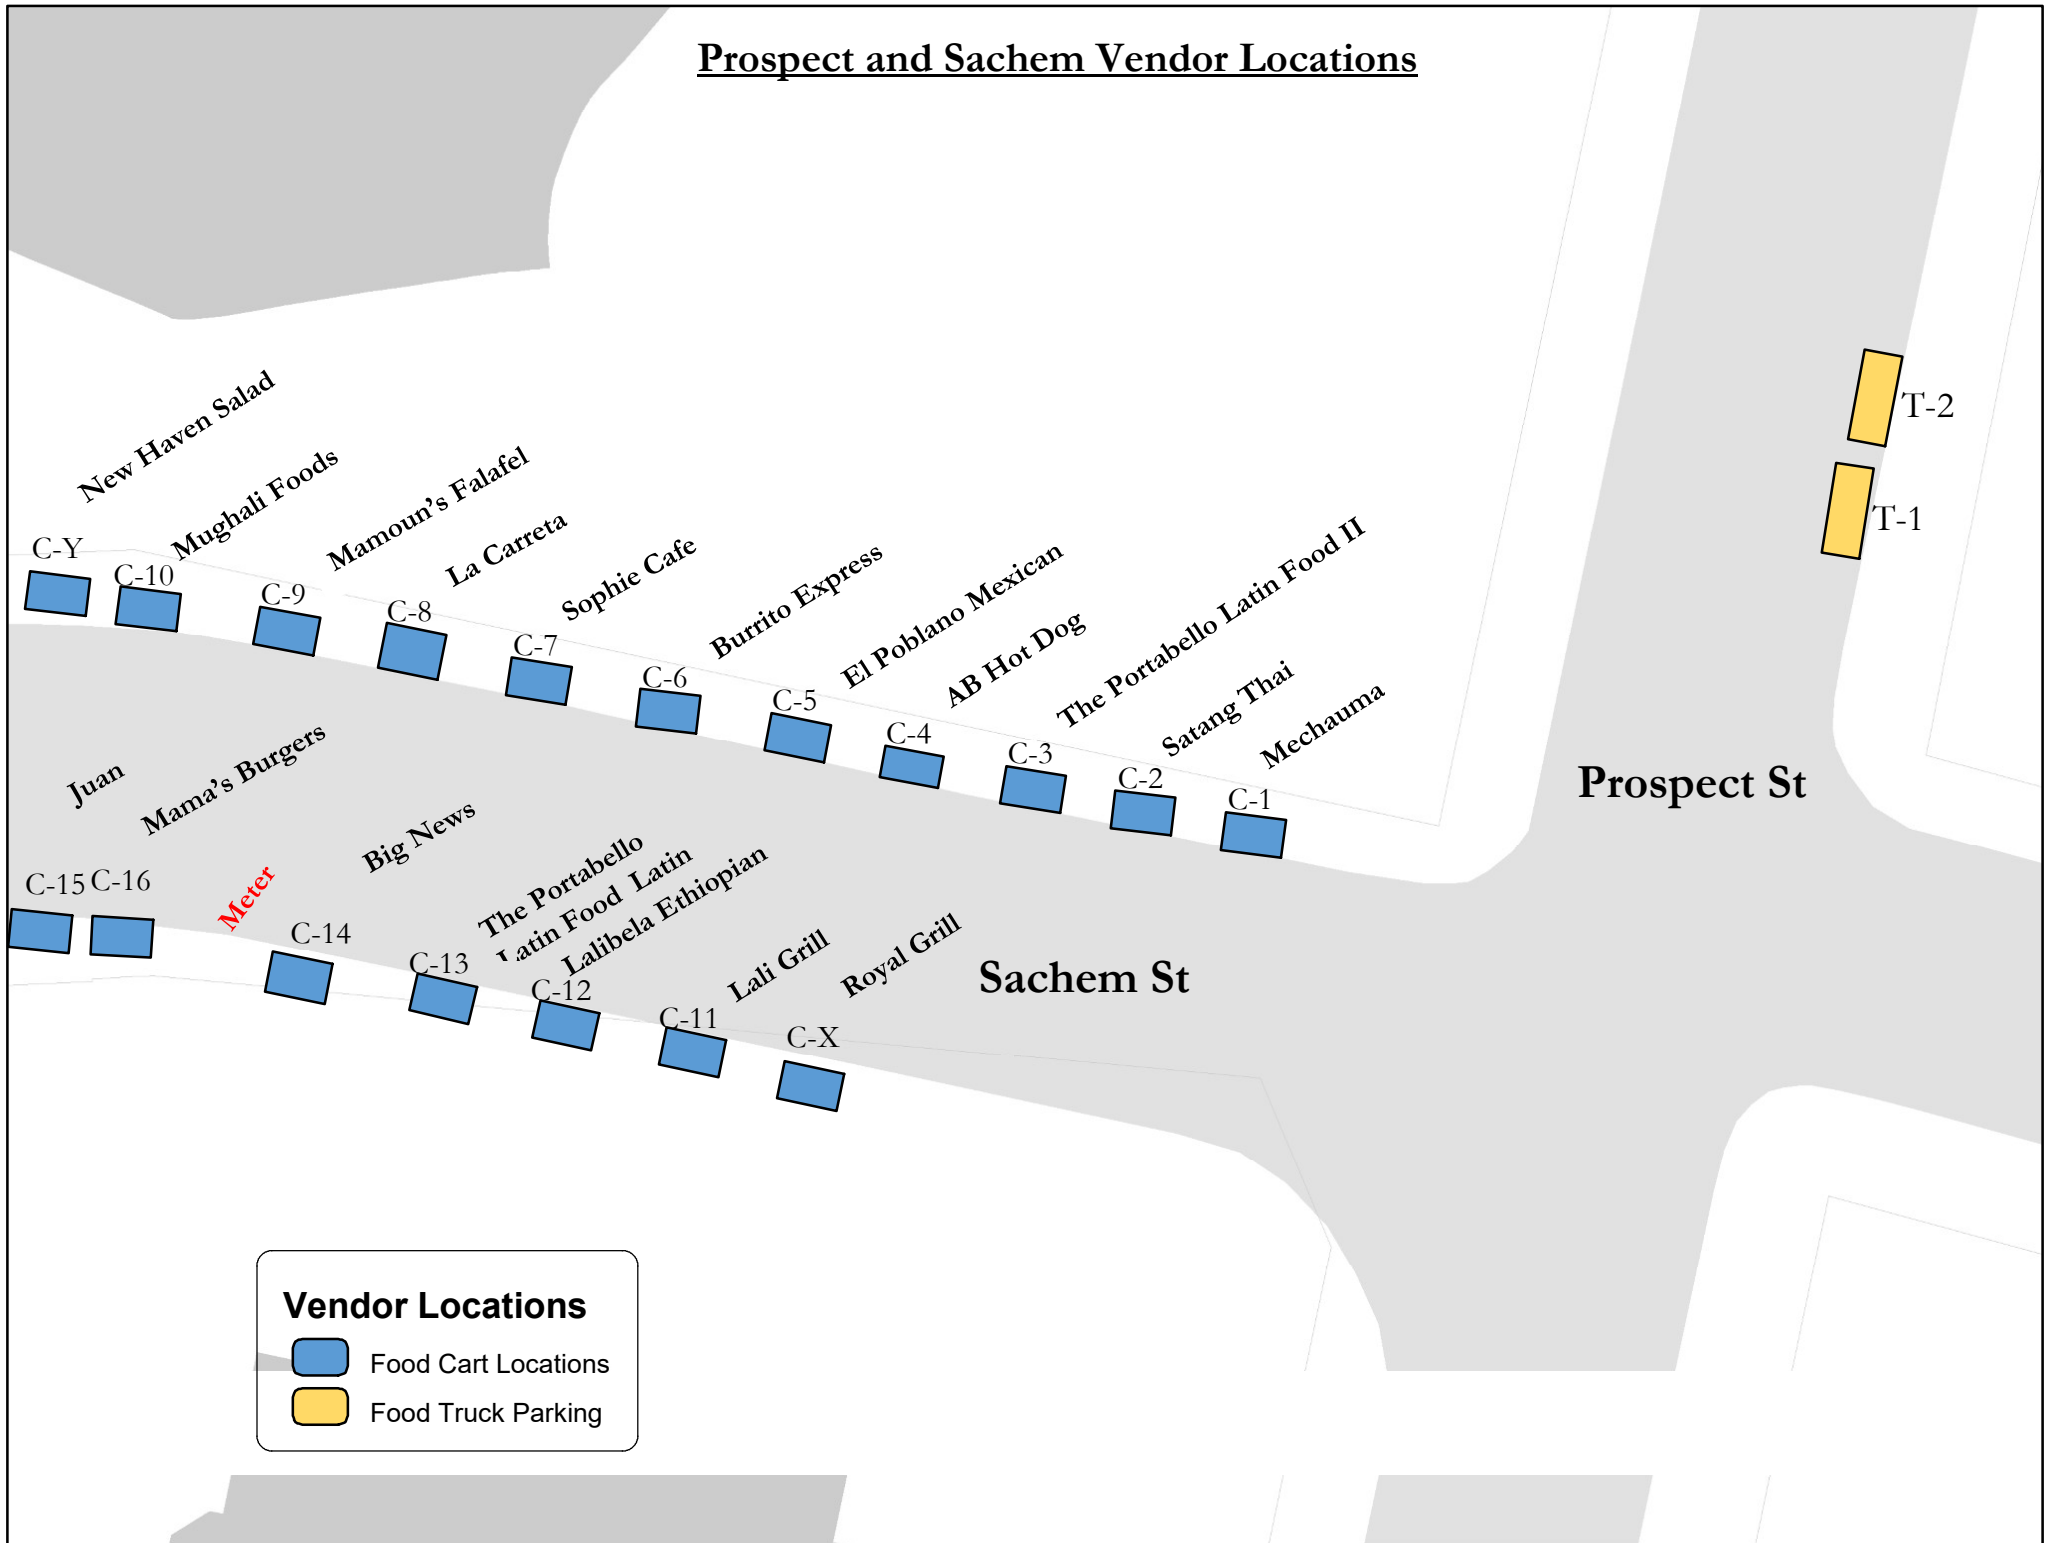 Prospect and Sachem Vendor Locations
T-2
T-1
New Haven Salad
Mughali Foods
Mamoun's Falafel
La Carreta
Sophie Cafe
Burrito Express
El Poblano Mexican
AB Hot Dog
The Portabello Latin Food II
Satang Thai
Mechauma
C-Y
C-10
C-9
C-8
C-7
C-6
C-5
C-4
C-3
C-2
C-1
Prospect St
Juan
Mama's Burgers
Meter
Big News
The Portabello
Latin Food Latin
Lalibela Ethiopian
Lali Grill
Royal Grill
Sachem St
C-15
C-16
C-14
C-13
C-12
C-11
C-X
Vendor Locations
Food Cart Locations
Food Truck Parking